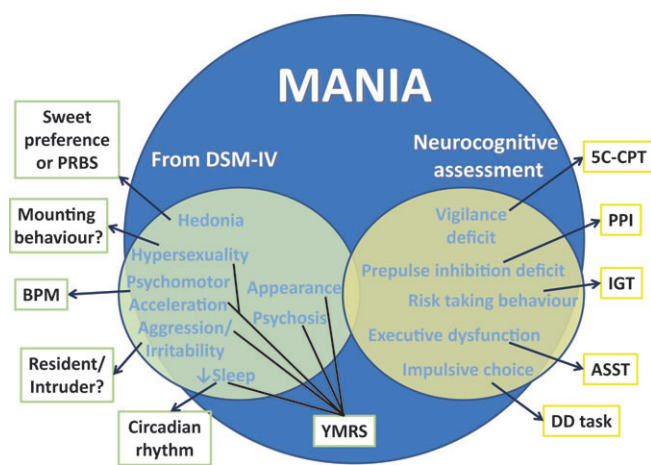 MANIA
From DSM-IV
Neurocognitive
assessment
Sweet
preference
or PRBS
Mounting
behaviour?
BPM
Resident/
Intruder?
Circadian
rhythm
YMRS
Hedonia
Hypersexuality
Psychomotor
Acceleration
Aggression/
Irritability
↓Sleep
Appearance
Psychosis
Vigilance
deficit
Prepulse inhibition deficit
Risk taking behaviour
Executive dysfunction
Impulsive choice
5C-CPT
PPI
IGT
ASST
DD task